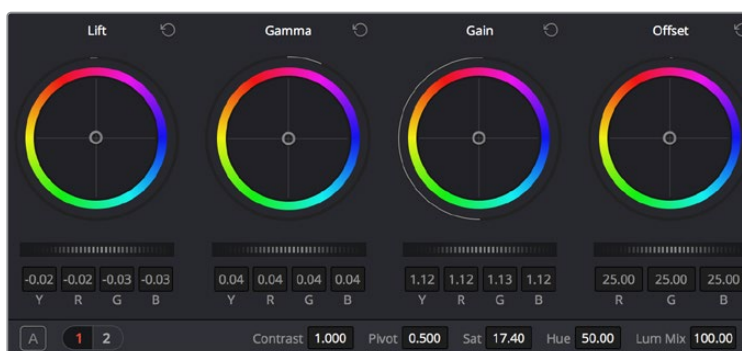 Lift Gamma Gain Offset
-0.02 -0.02 -0.03 -0.03 0.04 0.04 0.04 0.04 1.12 1.12 1.13 1.12 25.00 25.00 25.00
Y R G B Y R G B Y R G B R G B
A 1 2 Contrast 1.000 Pivot 0.500 Sat 17.40 Hue 50.00 Lum Mix 100.00